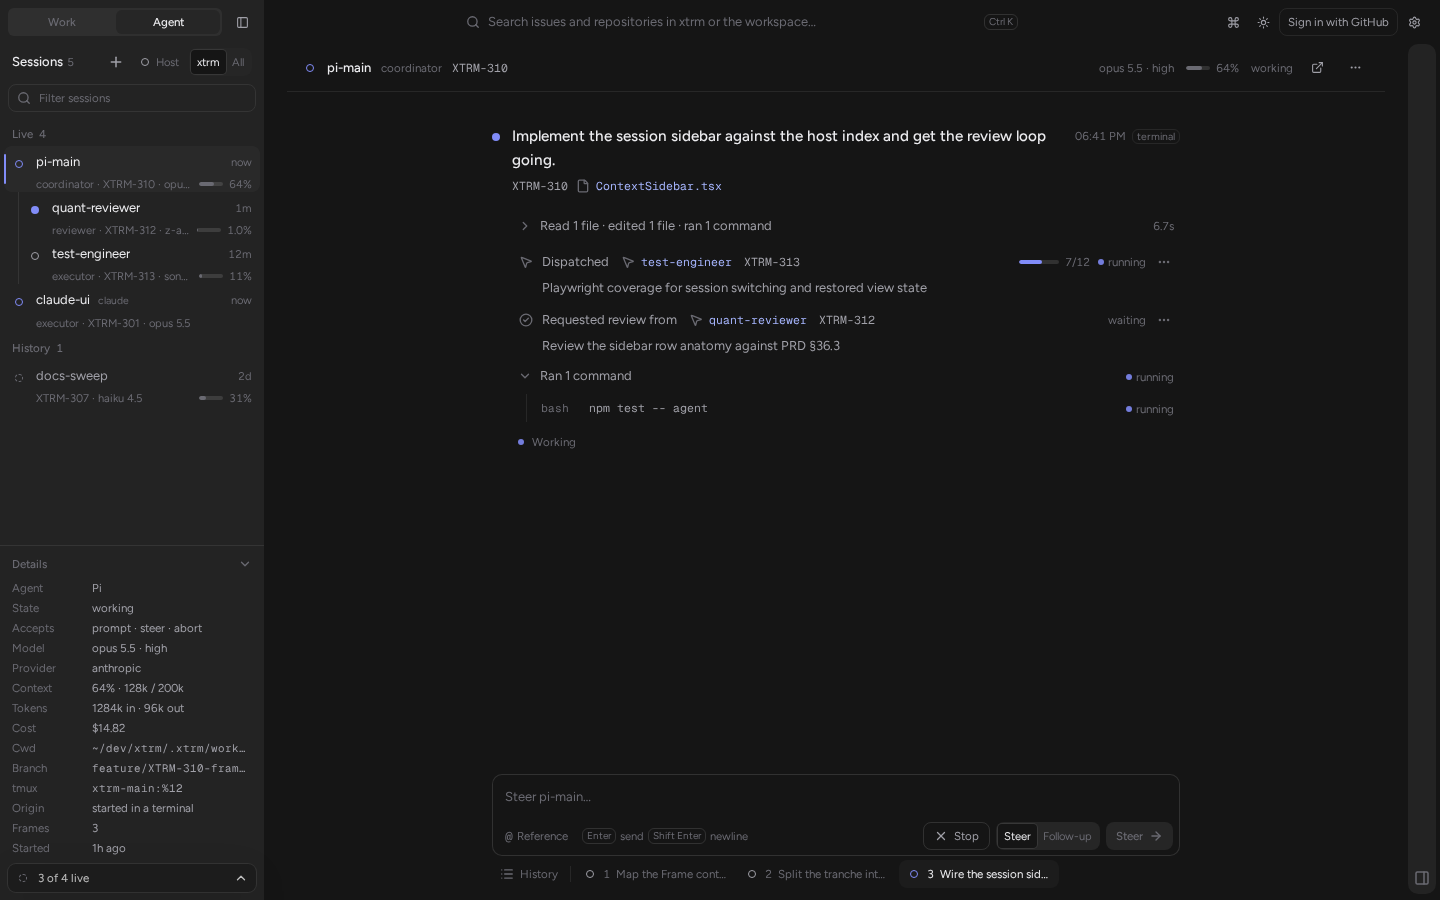 Work Agent
Search issues and repositories in xtrm or the workspace... Ctrl K
Sign in with GitHub
Sessions 5 Host xtrm All
Filter sessions
Live 4
pi-main now
coordinator · XTRM-310 · opu... 64%
quant-reviewer 1m
reviewer · XTRM-312 · z-a... 1.0%
test-engineer 12m
executor · XTRM-313 · son... 11%
claude-ui claude now
executor · XTRM-301 · opus 5.5
History 1
docs-sweep 2d
XTRM-307 · haiku 4.5 31%
Details
Agent Pi
State working
Accepts prompt · steer · abort
Model opus 5.5 · high
Provider anthropic
Context 64% · 128k / 200k
Tokens 1284k in · 96k out
Cost $14.82
Cwd ~/dev/xtrm/.xtrm/work...
Branch feature/XTRM-310-fram...
tmux xtrm-main:%12
Origin started in a terminal
Frames 3
Started 1h ago
3 of 4 live
pi-main coordinator XTRM-310
opus 5.5 · high 64% working
Implement the session sidebar against the host index and get the review loop
going.
06:41 PM terminal
XTRM-310 ContextSidebar.tsx
Read 1 file · edited 1 file · ran 1 command 6.7s
Dispatched test-engineer XTRM-313 7/12 running
Playwright coverage for session switching and restored view state
Requested review from quant-reviewer XTRM-312 waiting
Review the sidebar row anatomy against PRD §36.3
Ran 1 command running
bash npm test -- agent running
Working
Steer pi-main...
@ Reference Enter send Shift Enter newline
Stop Steer Follow-up Steer
History 1 Map the Frame cont... 2 Split the tranche int... 3 Wire the session sid...